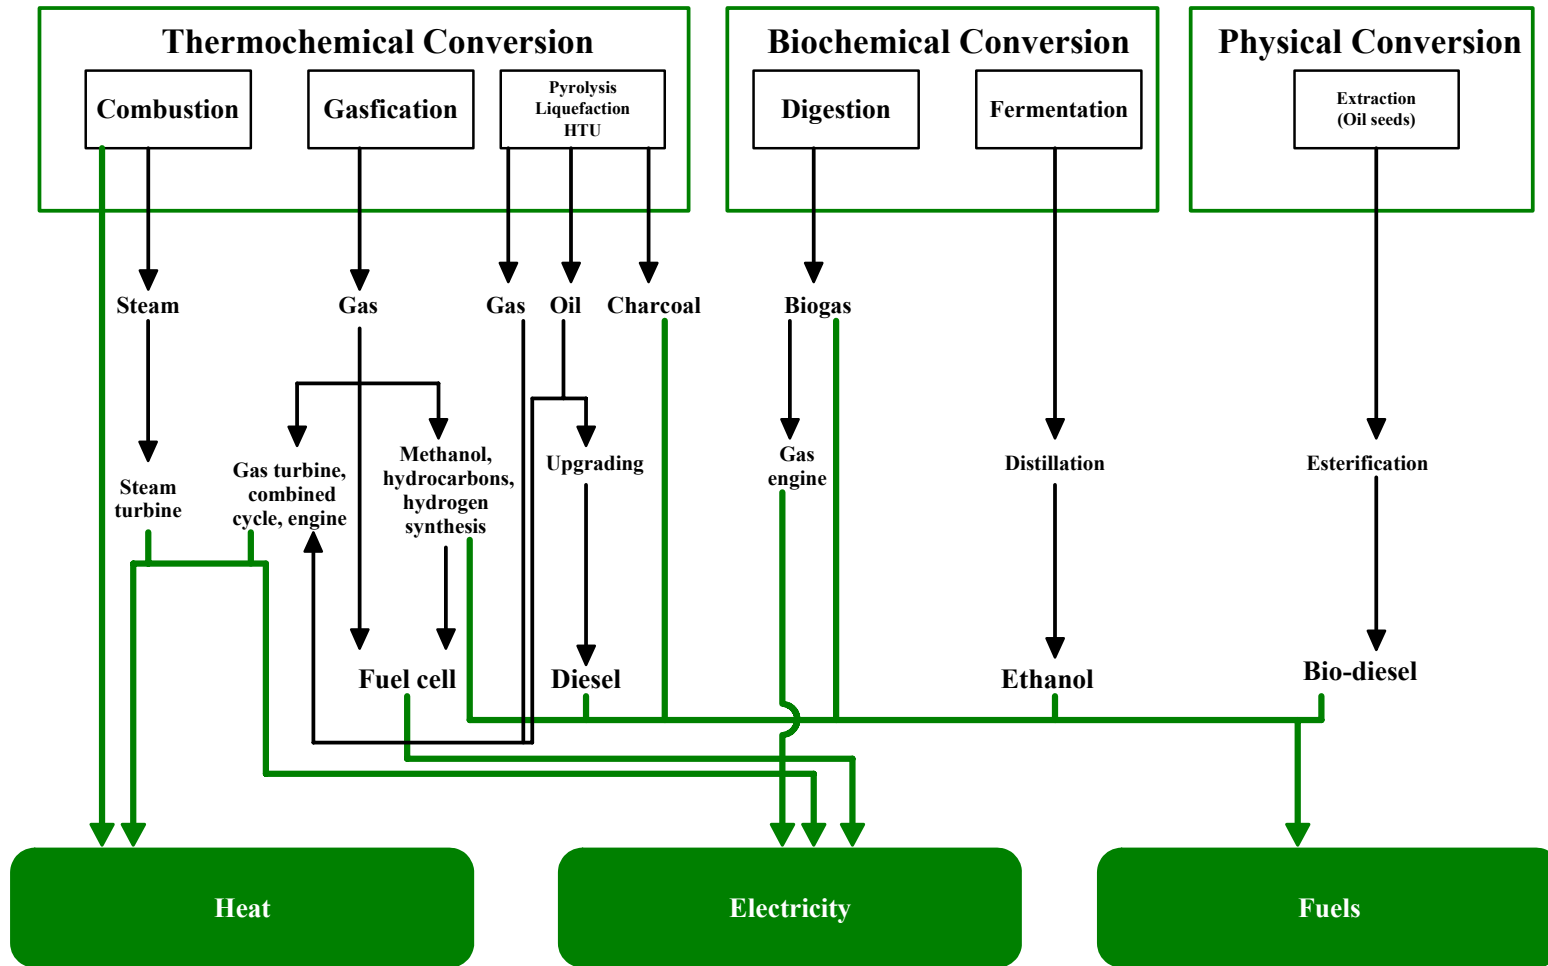 Thermochemical Conversion
Biochemical Conversion
Physical Conversion
Combustion
Gasfication
Pyrolysis
Liquefaction
HTU
Digestion
Fermentation
Extraction
(Oil seeds)
Steam
Gas
Gas
Oil
Charcoal
Biogas
Steam
turbine
Gas turbine,
combined
cycle, engine
Methanol,
hydrocarbons,
hydrogen
synthesis
Upgrading
Gas
engine
Distillation
Esterification
Fuel cell
Diesel
Ethanol
Bio-diesel
Heat
Electricity
Fuels